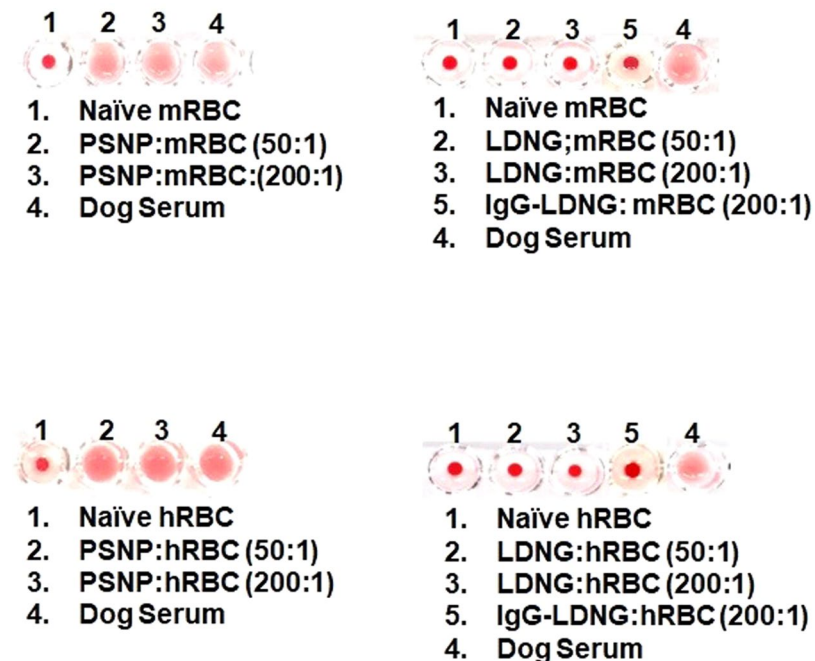 1 2 3 4
1. Naïve mRBC
2. PSNP:mRBC (50:1)
3. PSNP:mRBC:(200:1)
4. Dog Serum
1 2 3 5 4
1. Naïve mRBC
2. LDNG;mRBC (50:1)
3. LDNG:mRBC (200:1)
5. IgG-LDNG: mRBC (200:1)
4. Dog Serum
1 2 3 4
1. Naïve hRBC
2. PSNP:hRBC (50:1)
3. PSNP:hRBC (200:1)
4. Dog Serum
1 2 3 5 4
1. Naïve hRBC
2. LDNG:hRBC (50:1)
3. LDNG:hRBC (200:1)
5. IgG-LDNG:hRBC (200:1)
4. Dog Serum